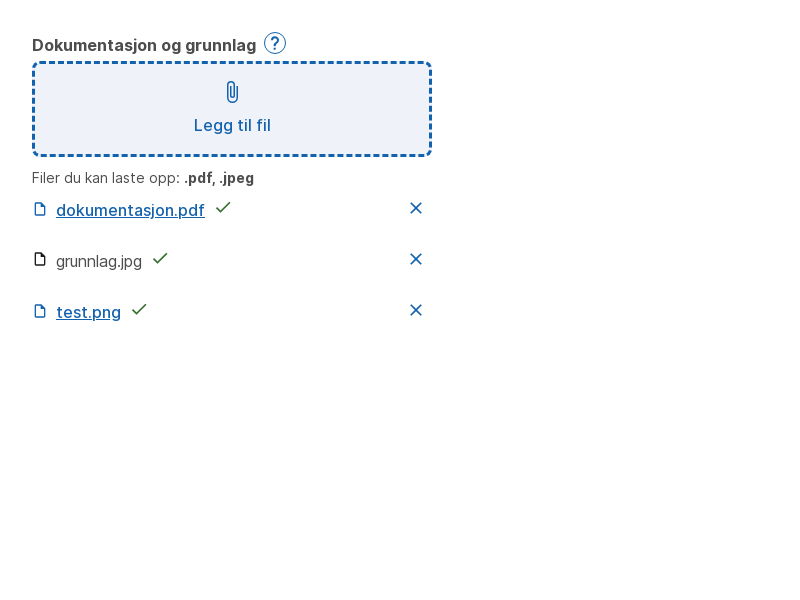 Dokumentasjon og grunnlag ?
Legg til fil
Filer du kan laste opp: .pdf, .jpeg
dokumentasjon.pdf
grunnlag.jpg
test.png